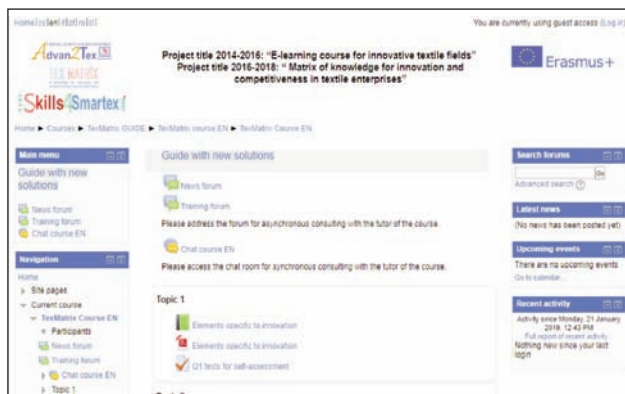 You are currently using guest access (Log in)
Advan2Tex
TEX MATRIX
Skills4Smartex
Project title 2014-2016: "E-learning course for innovative textile fields"
Project title 2016-2018: " Matrix of knowledge for innovation and
competitiveness in textile enterprises"
Erasmus+
Home ► Courses ► TexMatrix GUIDE ► TexMatrix course EN ► TexMatrix Course EN
Main menu
Guide with new
solutions
News forum
Training forum
Chat course EN
Navigation
Home
Site pages
Current course
TexMatrix Course EN
Participants
News forum
Training forum
Chat course EN
Topic 1
Guide with new solutions
News forum
Training forum
Please address the forum for asynchronous consulting with the tutor of the course.
Chat course EN
Please access the chat room for synchronous consulting with the tutor of the course.
Topic 1
Elements specific to innovation
Elements specific to innovation
Q1 tests for self-assessment
Search forums
Go
Advanced search
Latest news
(No news has been posted yet)
Upcoming events
There are no upcoming events
Go to calendar...
Recent activity
Activity since Monday, 21 January
2019, 12:43 PM
Full report of recent activity...
Nothing new since your last
login